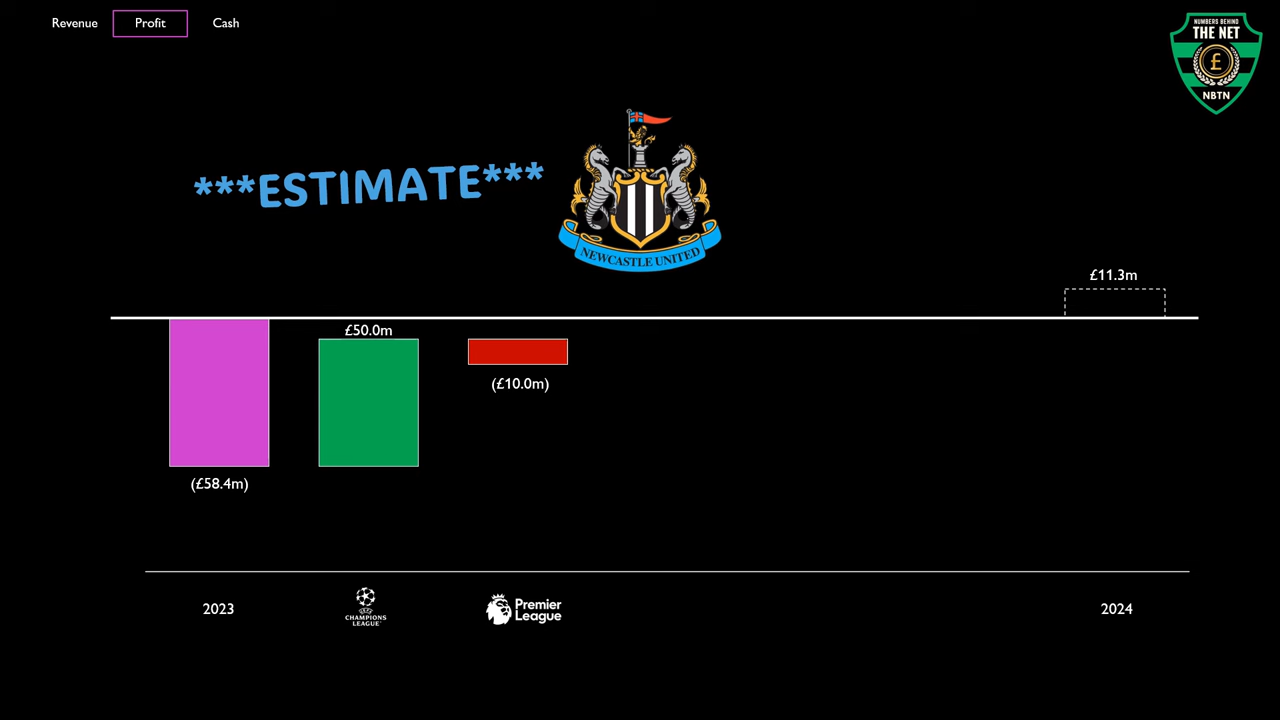 Revenue
Profit
Cash
NUMBERS BEHIND
THE NET
£
NBTN
***ESTIMATE***
NEWCASTLE UNITED
£11.3m
£50.0m
(£10.0m)
(£58.4m)
2023
UEFA
CHAMPIONS
LEAGUE
Premier
League
2024